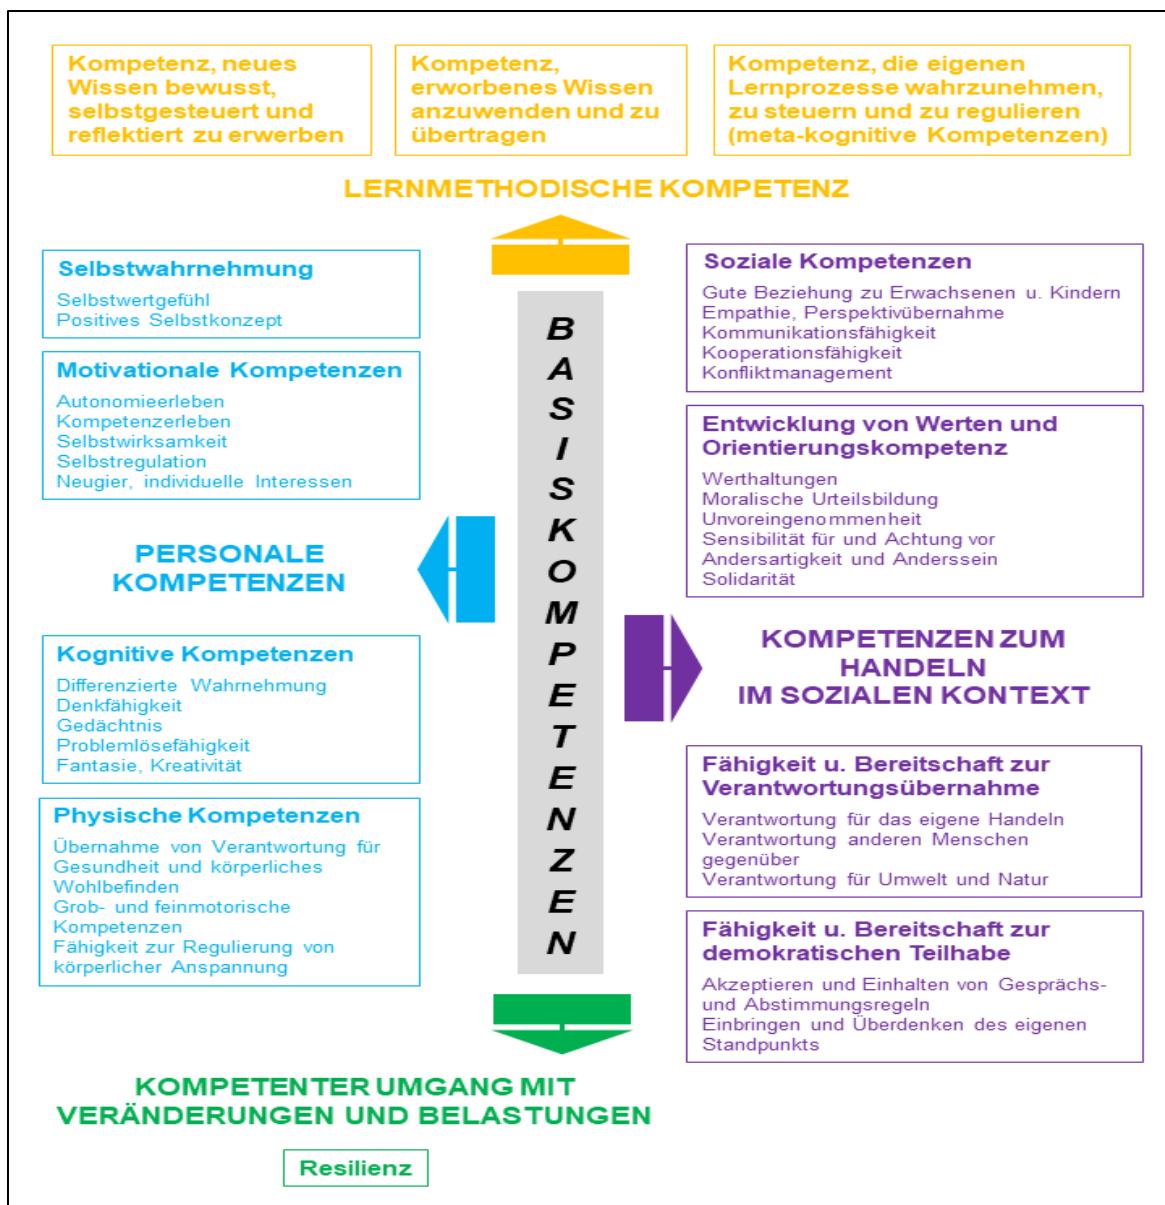 Kompetenz, neues
Wissen bewusst,
selbstgesteuert und
reflektiert zu erwerben
Kompetenz,
erworbenes Wissen
anzuwenden und zu
übertragen
Kompetenz, die eigenen
Lernprozesse wahrzunehmen,
zu steuern und zu regulieren
(meta-kognitive Kompetenzen)
LERNMETHODISCHE KOMPETENZ
Selbstwahrnehmung
Selbstwertgefühl
Positives Selbstkonzept
Motivationale Kompetenzen
Autonomieerleben
Kompetenzerleben
Selbstwirksamkeit
Selbstregulation
Neugier, individuelle Interessen
PERSONALE
KOMPETENZEN
Kognitive Kompetenzen
Differenzierte Wahrnehmung
Denkfähigkeit
Gedächtnis
Problemlösefähigkeit
Fantasie, Kreativität
Physische Kompetenzen
Übernahme von Verantwortung für
Gesundheit und körperliches
Wohlbefinden
Grob- und feinmotorische
Kompetenzen
Fähigkeit zur Regulierung von
körperlicher Anspannung
BASISKOMPETENZEN
Soziale Kompetenzen
Gute Beziehung zu Erwachsenen u. Kindern
Empathie, Perspektivübernahme
Kommunikationsfähigkeit
Kooperationsfähigkeit
Konfliktmanagement
Entwicklung von Werten und
Orientierungskompetenz
Werthaltungen
Moralische Urteilsbildung
Unvoreingenommenheit
Sensibilität für und Achtung vor
Andersartigkeit und Anderssein
Solidarität
KOMPETENZEN ZUM
HANDELN
IM SOZIALEN KONTEXT
Fähigkeit u. Bereitschaft zur
Verantwortungsübernahme
Verantwortung für das eigene Handeln
Verantwortung anderen Menschen
gegenüber
Verantwortung für Umwelt und Natur
Fähigkeit u. Bereitschaft zur
demokratischen Teilhabe
Akzeptieren und Einhalten von Gesprächs-
und Abstimmungsregeln
Einbringen und Überdenken des eigenen
Standpunkts
KOMPETENTER UMGANG MIT
VERÄNDERUNGEN UND BELASTUNGEN
Resilienz